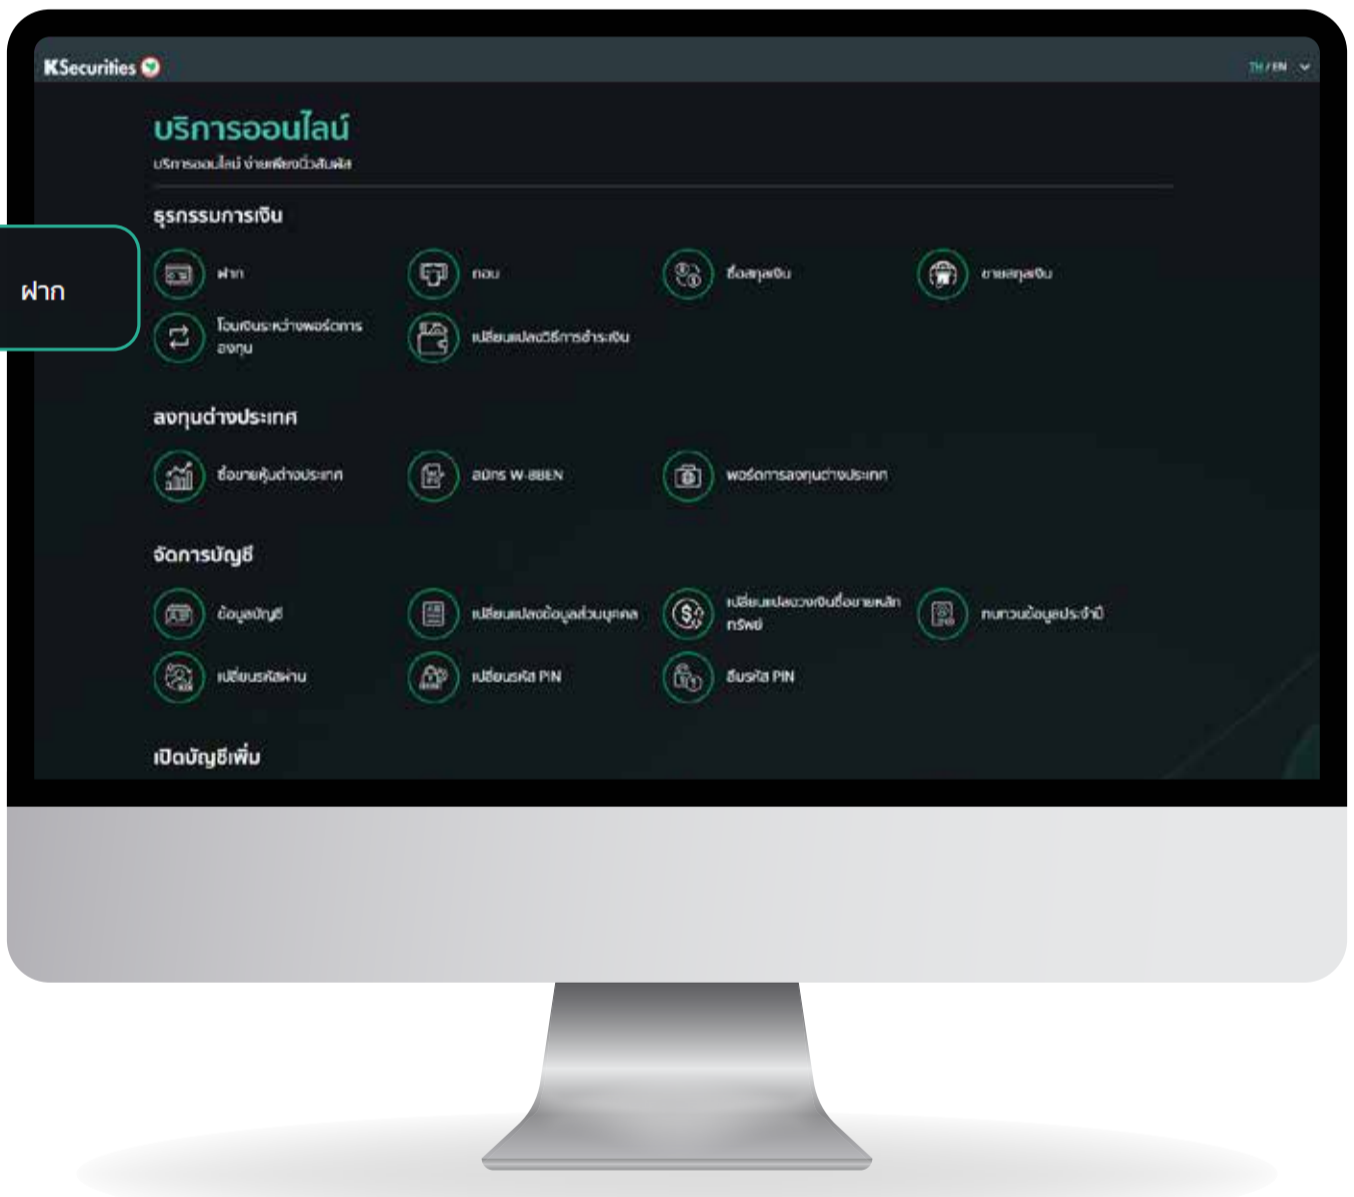 KSecurities
TH / EN
บริการออนไลน์
บริการออนไลน์ ง่ายเพียงนิ้วสัมผัส
ธุรกรรมการเงิน
ฝาก
ฝาก
ถอน
ซื้อสกุลเงิน
ขายสกุลเงิน
โอนเงินระหว่างพอร์ตการ
ลงทุน
เปลี่ยนแปลงวิธีการชำระเงิน
ลงทุนต่างประเทศ
ซื้อขายหุ้นต่างประเทศ
สมัคร W-8BEN
พอร์ตการลงทุนต่างประเทศ
จัดการบัญชี
ข้อมูลบัญชี
เปลี่ยนแปลงข้อมูลส่วนบุคคล
เปลี่ยนแปลงวงเงินซื้อขายหลัก
ทรัพย์
ทบทวนข้อมูลประจำปี
เปลี่ยนรหัสผ่าน
เปลี่ยนรหัส PIN
ลืมรหัส PIN
เปิดบัญชีเพิ่ม